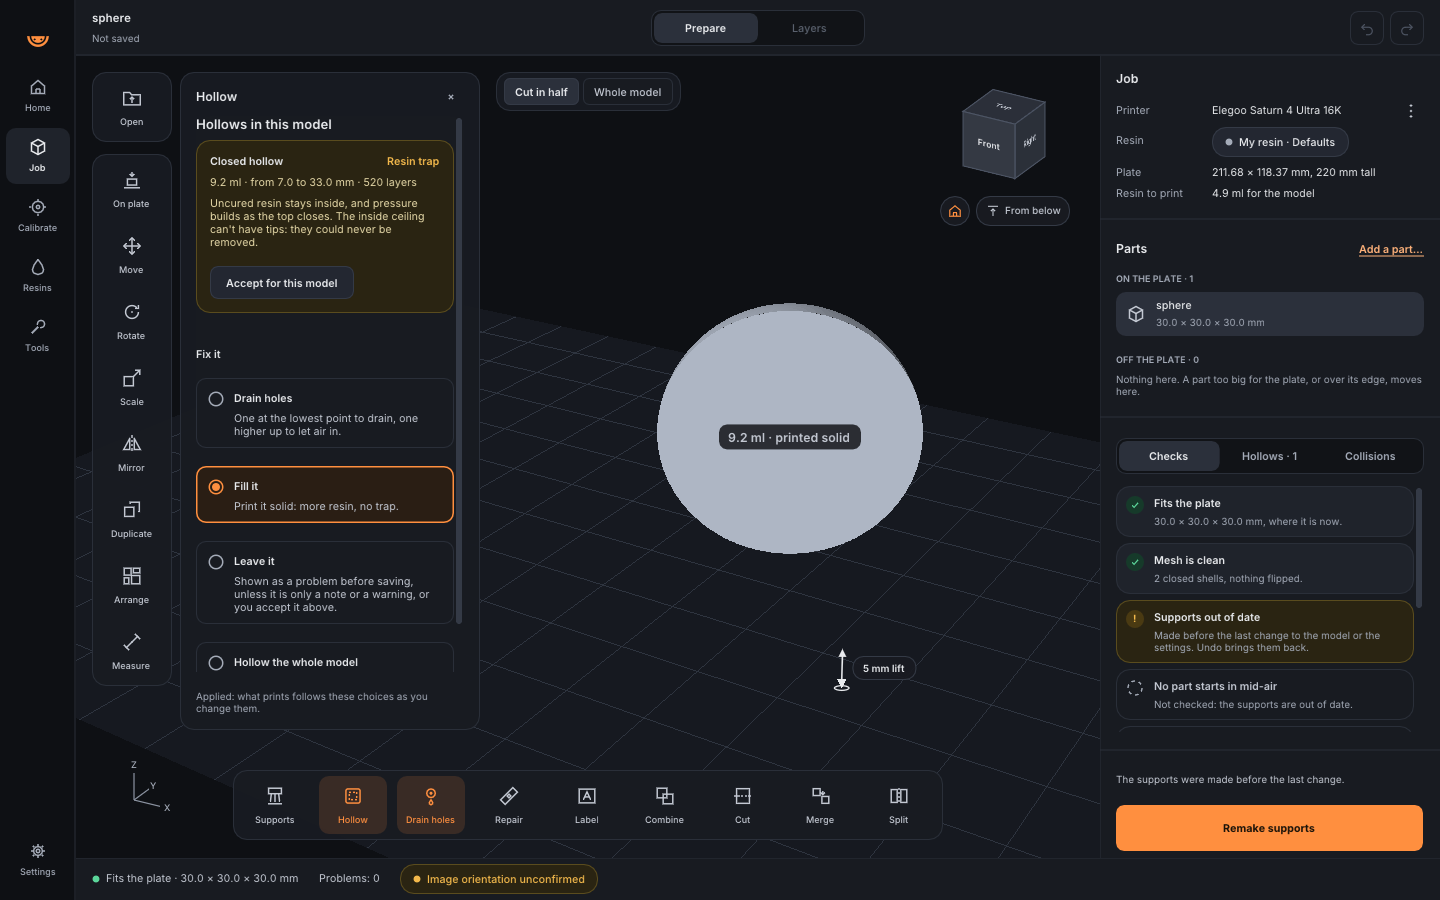 sphere
Not saved
Prepare
Layers
Home
Job
Calibrate
Resins
Tools
Settings
Open
On plate
Move
Rotate
Scale
Mirror
Duplicate
Arrange
Measure
Hollow
×
Hollows in this model
Closed hollow
Resin trap
9.2 ml · from 7.0 to 33.0 mm · 520 layers
Uncured resin stays inside, and pressure
builds as the top closes. The inside ceiling
can't have tips: they could never be
removed.
Accept for this model
Fix it
Drain holes
One at the lowest point to drain, one
higher up to let air in.
Fill it
Print it solid: more resin, no trap.
Leave it
Shown as a problem before saving,
unless it is only a note or a warning, or
you accept it above.
Hollow the whole model
Applied: what prints follows these choices as you
change them.
Cut in half
Whole model
Top
Front
Right
From below
9.2 ml · printed solid
5 mm lift
Z
Y
X
Supports
Hollow
Drain holes
Repair
Label
Combine
Cut
Merge
Split
Job
Printer
Elegoo Saturn 4 Ultra 16K
Resin
My resin · Defaults
Plate
211.68 × 118.37 mm, 220 mm tall
Resin to print
4.9 ml for the model
Parts
Add a part...
ON THE PLATE · 1
sphere
30.0 × 30.0 × 30.0 mm
OFF THE PLATE · 0
Nothing here. A part too big for the plate, or over its edge, moves
here.
Checks
Hollows · 1
Collisions
Fits the plate
30.0 × 30.0 × 30.0 mm, where it is now.
Mesh is clean
2 closed shells, nothing flipped.
!
Supports out of date
Made before the last change to the model or the
settings. Undo brings them back.
No part starts in mid-air
Not checked: the supports are out of date.
The supports were made before the last change.
Remake supports
Fits the plate · 30.0 × 30.0 × 30.0 mm
Problems: 0
Image orientation unconfirmed